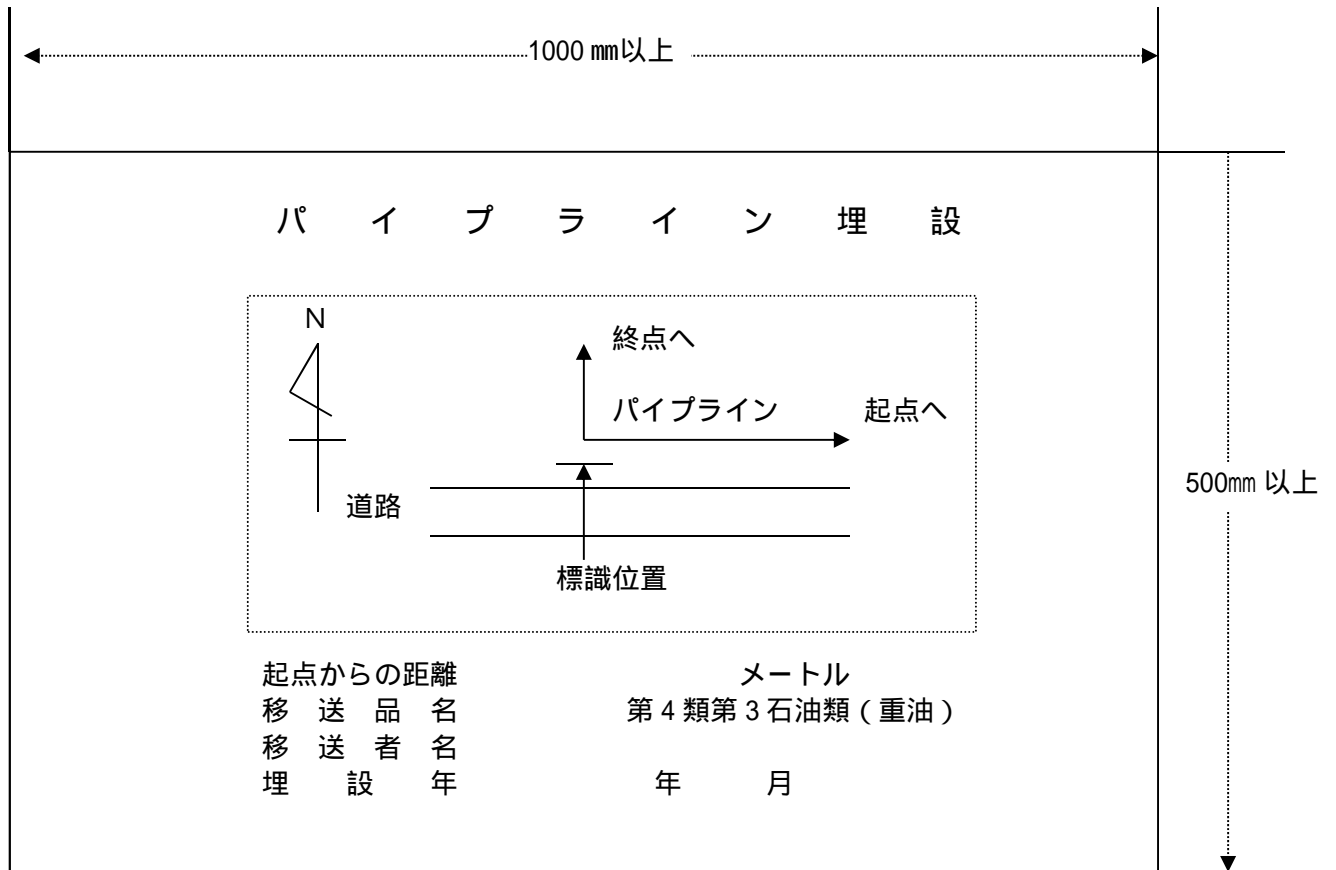 1000 ㎜以上
パイプライン埋設
N
終点へ
パイプライン 起点へ
500㎜ 以上
道路
標識位置
起点からの距離 メートル
移送品名 第4類第3石油類(重油)
移送者名
埋設年 年 月